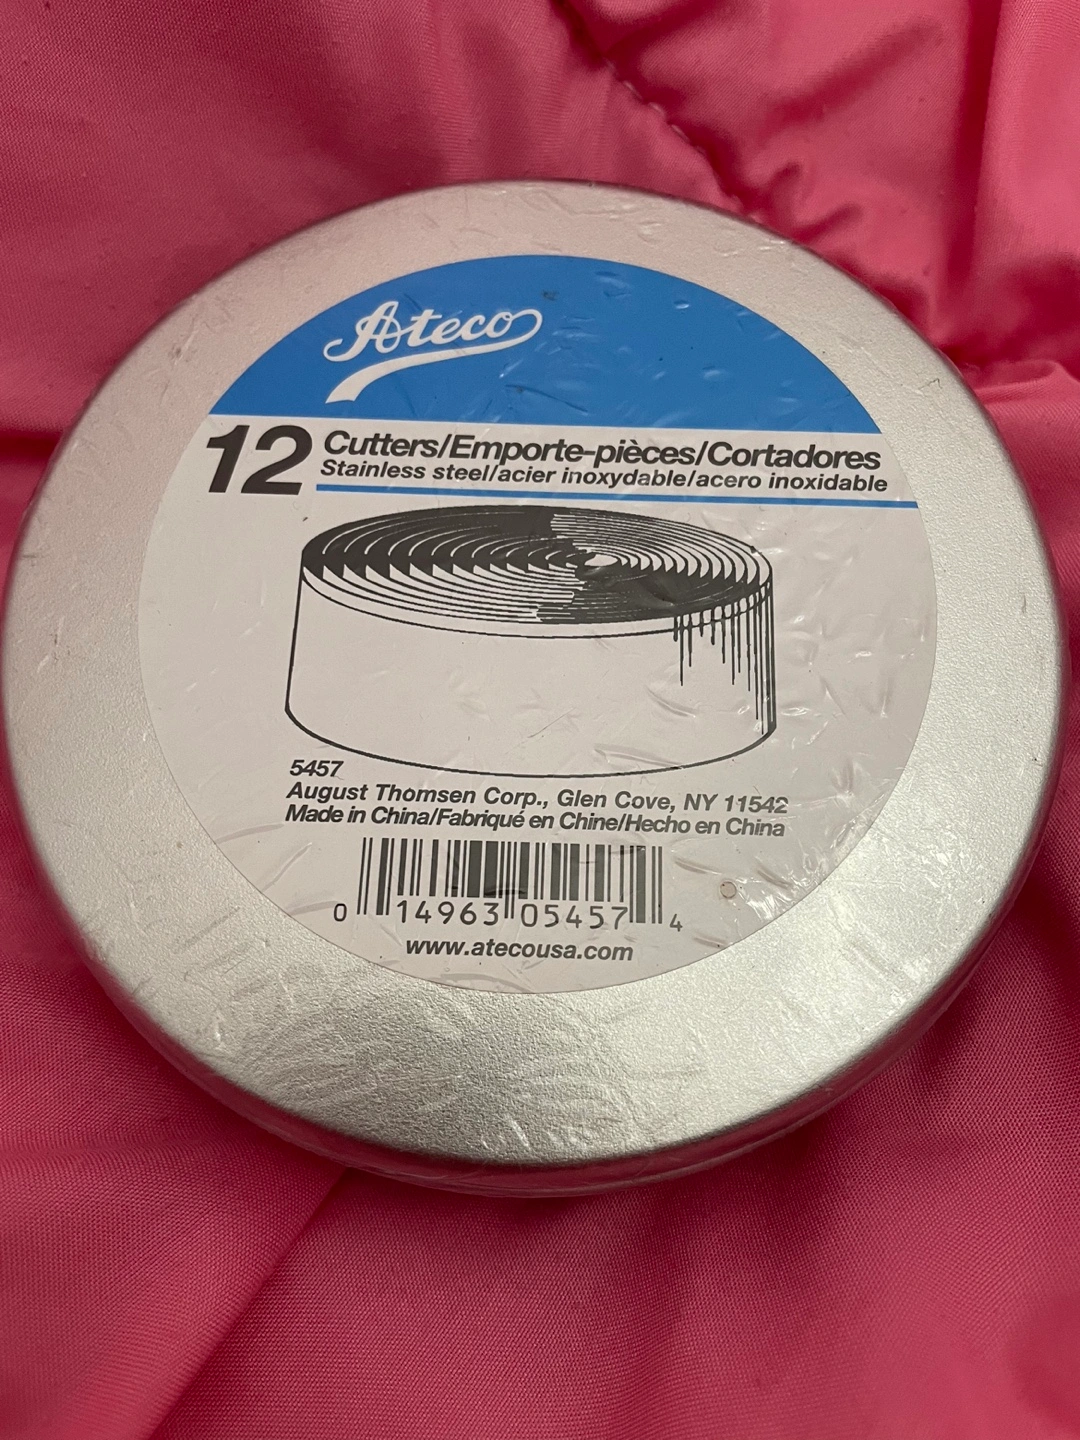 Ateco
12 Cutters/Emporte-pièces/Cortadores
Stainless steel/acier inoxydable/acero inoxidable
5457
August Thomsen Corp., Glen Cove, NY 11542
Made in China/Fabriqué en Chine/Hecho en China
0 14963 05457 4
www.atecousa.com